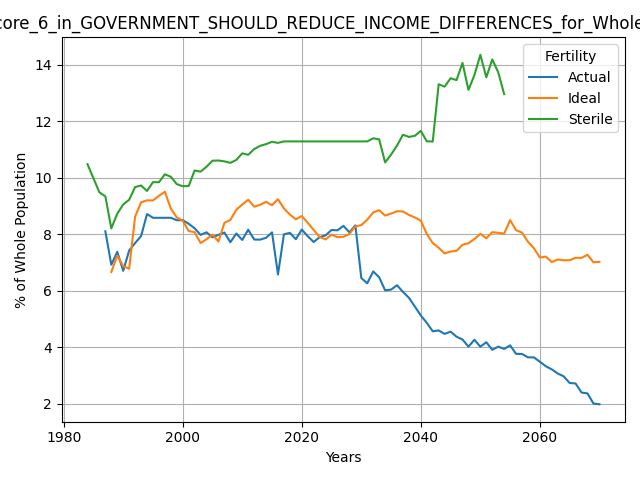 core_6_in_GOVERNMENT_SHOULD_REDUCE_INCOME_DIFFERENCES_for_Whole
Fertility
Actual
Ideal
Sterile
% of Whole Population
14
12
10
8
6
4
2
1980 2000 2020 2040 2060
Years